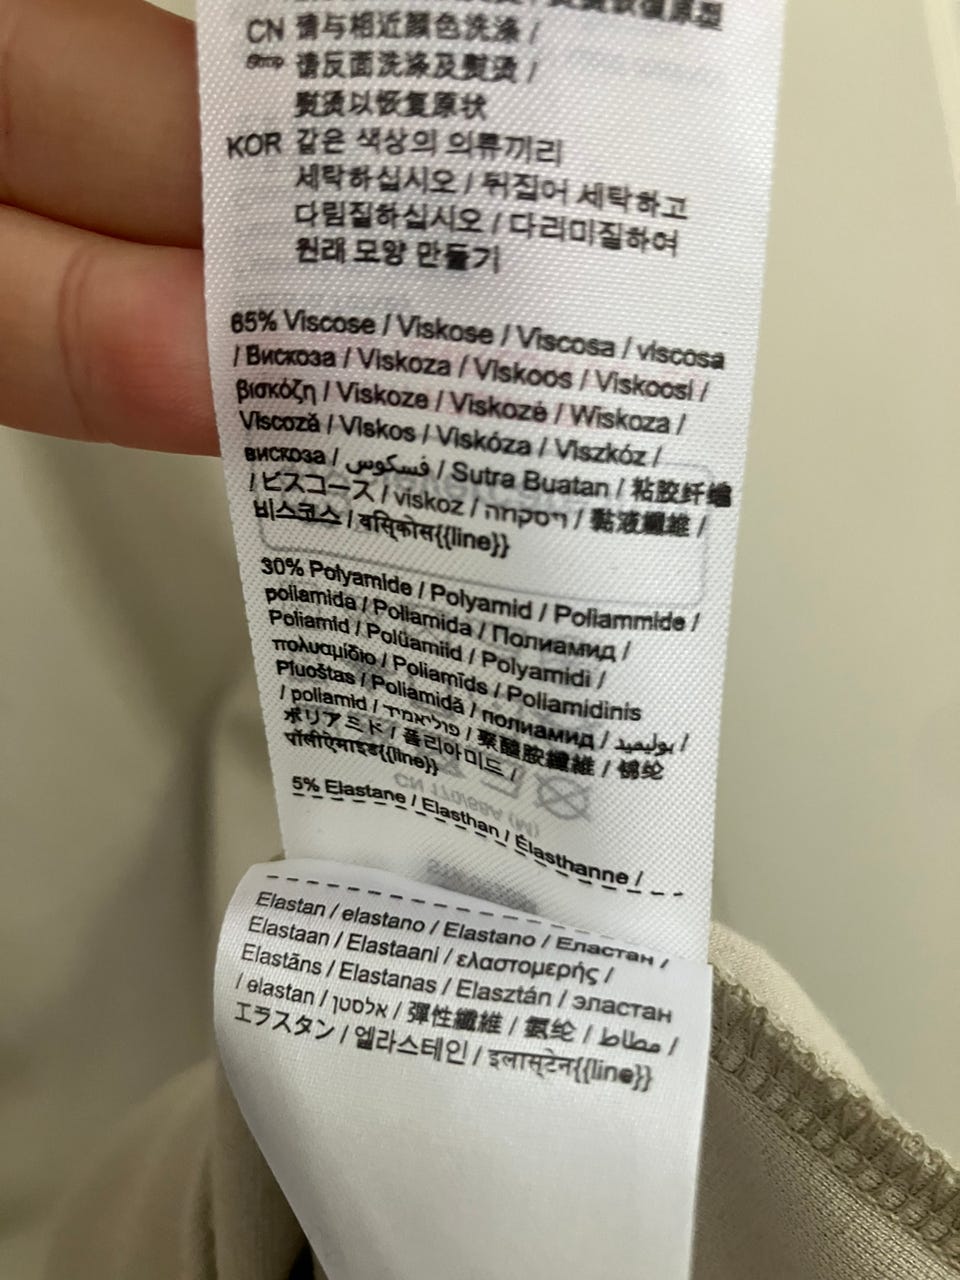 CN 请与相近颜色洗涤 /
请反面洗涤及熨烫 /
熨烫以恢复原状
KOR 같은 색상의 의류끼리
세탁하십시오 / 뒤집어 세탁하고
다림질하십시오 / 다리미질하여
원래 모양 만들기
65% Viscose / Viskose / Viscosa / viscosa
/ Вискоза / Viskoza / Viskoos / Viskoosi /
βισκόζη / Viskoze / Viskozė / Wiskoza /
Viscoză / Viskos / Viskóza / Viszkóz /
вискоза / فسكوس / Sutra Buatan / 粘胶纤维
/ ビスコース / viskoz / ויסקוזה / 黏液纖維 /
비스코스 / वस्किोस{{line}}
30% Polyamide / Polyamid / Poliammide /
poliamida / Poliamida / Полиамид /
Poliamid / Polüamiid / Polyamidi /
πολυαμίδιο / Poliamīds / Poliamidinis
Pluoštas / Poliamidă / полиамид / بوليميد /
/ poliamid / פוליאמיד / 聚醯胺纖維 / 锦纶
ポリアミド / 폴리아미드 /
पॉलीऐमाइड{{line}}
5% Elastane / Elasthan / Élasthanne /
Elastan / elastano / Elastano / Еластан /
Elastaan / Elastaani / ελαστομερής /
Elastāns / Elastanas / Elasztán / эластан
/ elastan / אלסטן / 彈性纖維 / 氨纶 / مطاط /
エラスタン / 엘라스테인 / इलास्टेन{{line}}
CN 170/88A (M)